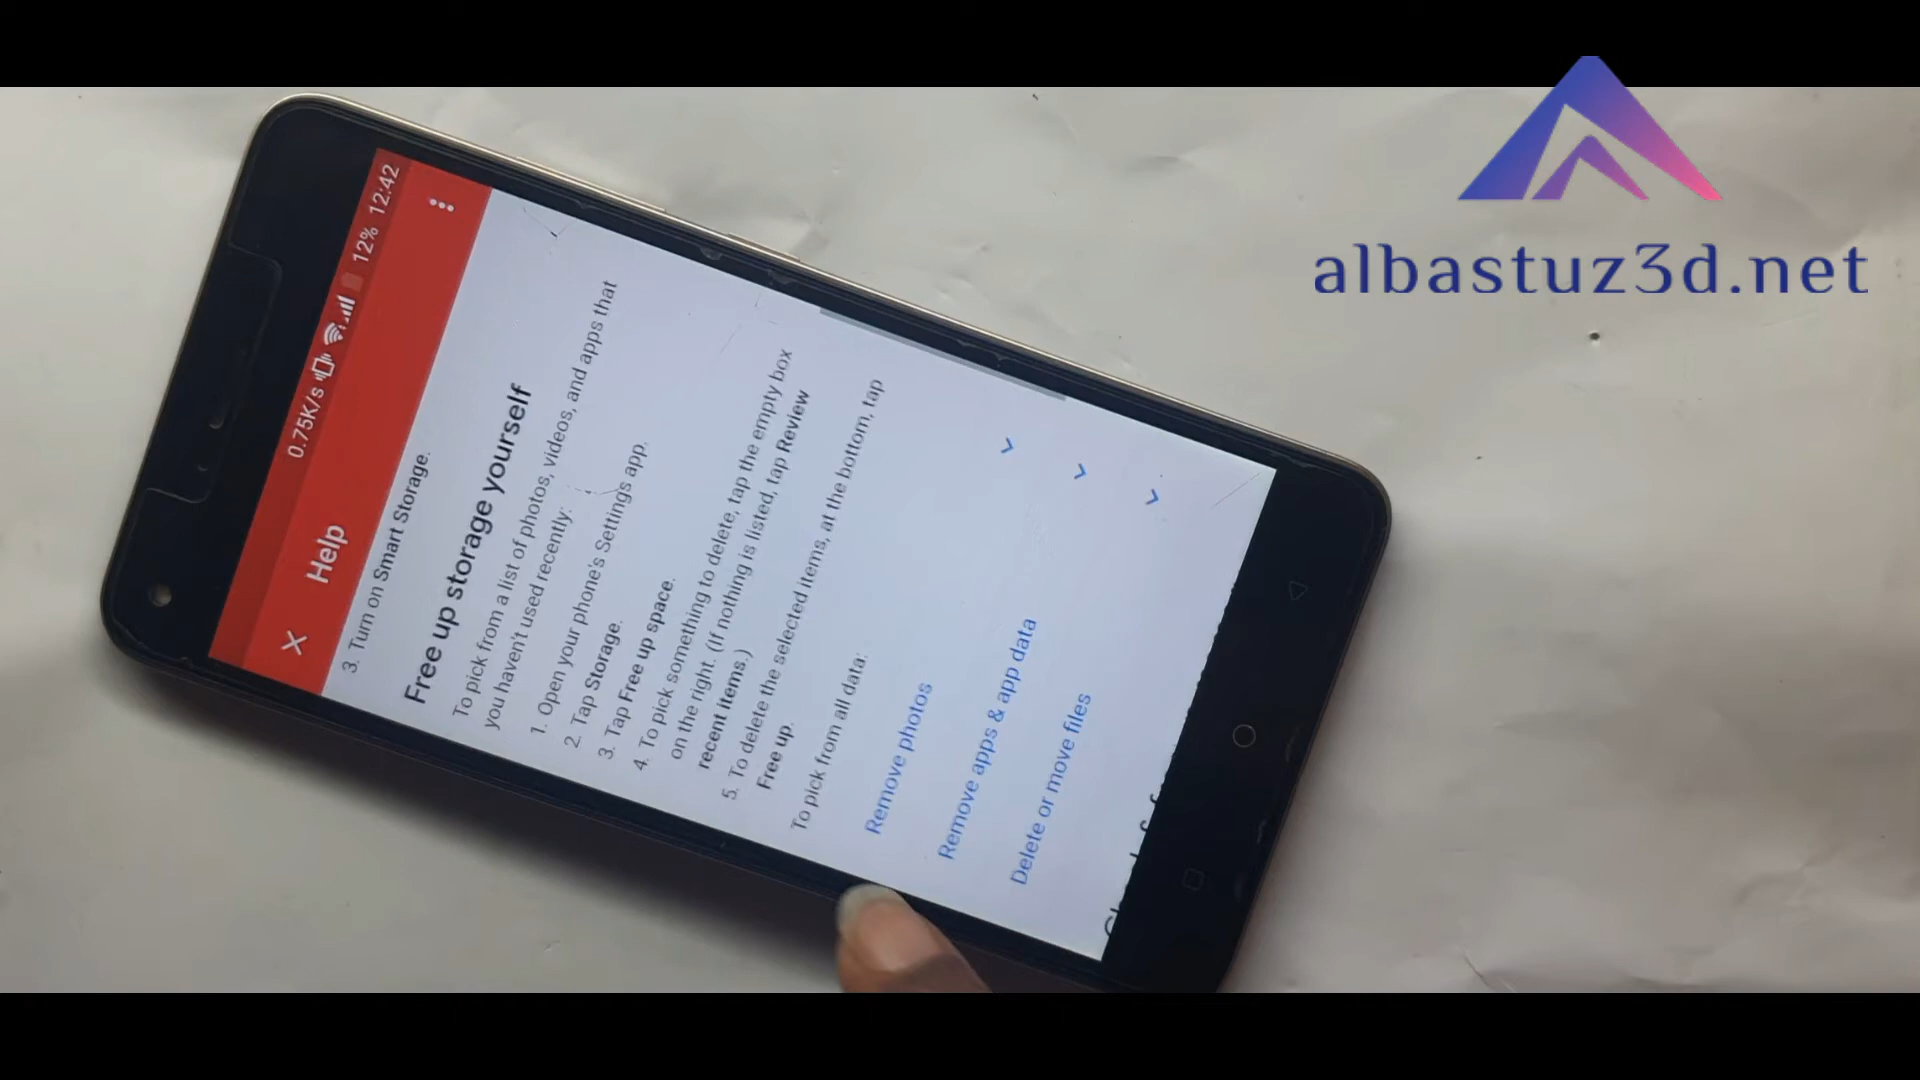 albastuz3d.net
0.75K/s 12% 12:42
Help
3. Turn on Smart Storage.
Free up storage yourself
To pick from a list of photos, videos, and apps that
you haven't used recently:
1. Open your phone's Settings app.
2. Tap Storage.
3. Tap Free up space.
4. To pick something to delete, tap the empty box
on the right. (If nothing is listed, tap Review
recent items.)
5. To delete the selected items, at the bottom, tap
Free up.
To pick from all data:
Remove photos
Remove apps & app data
Delete or move files